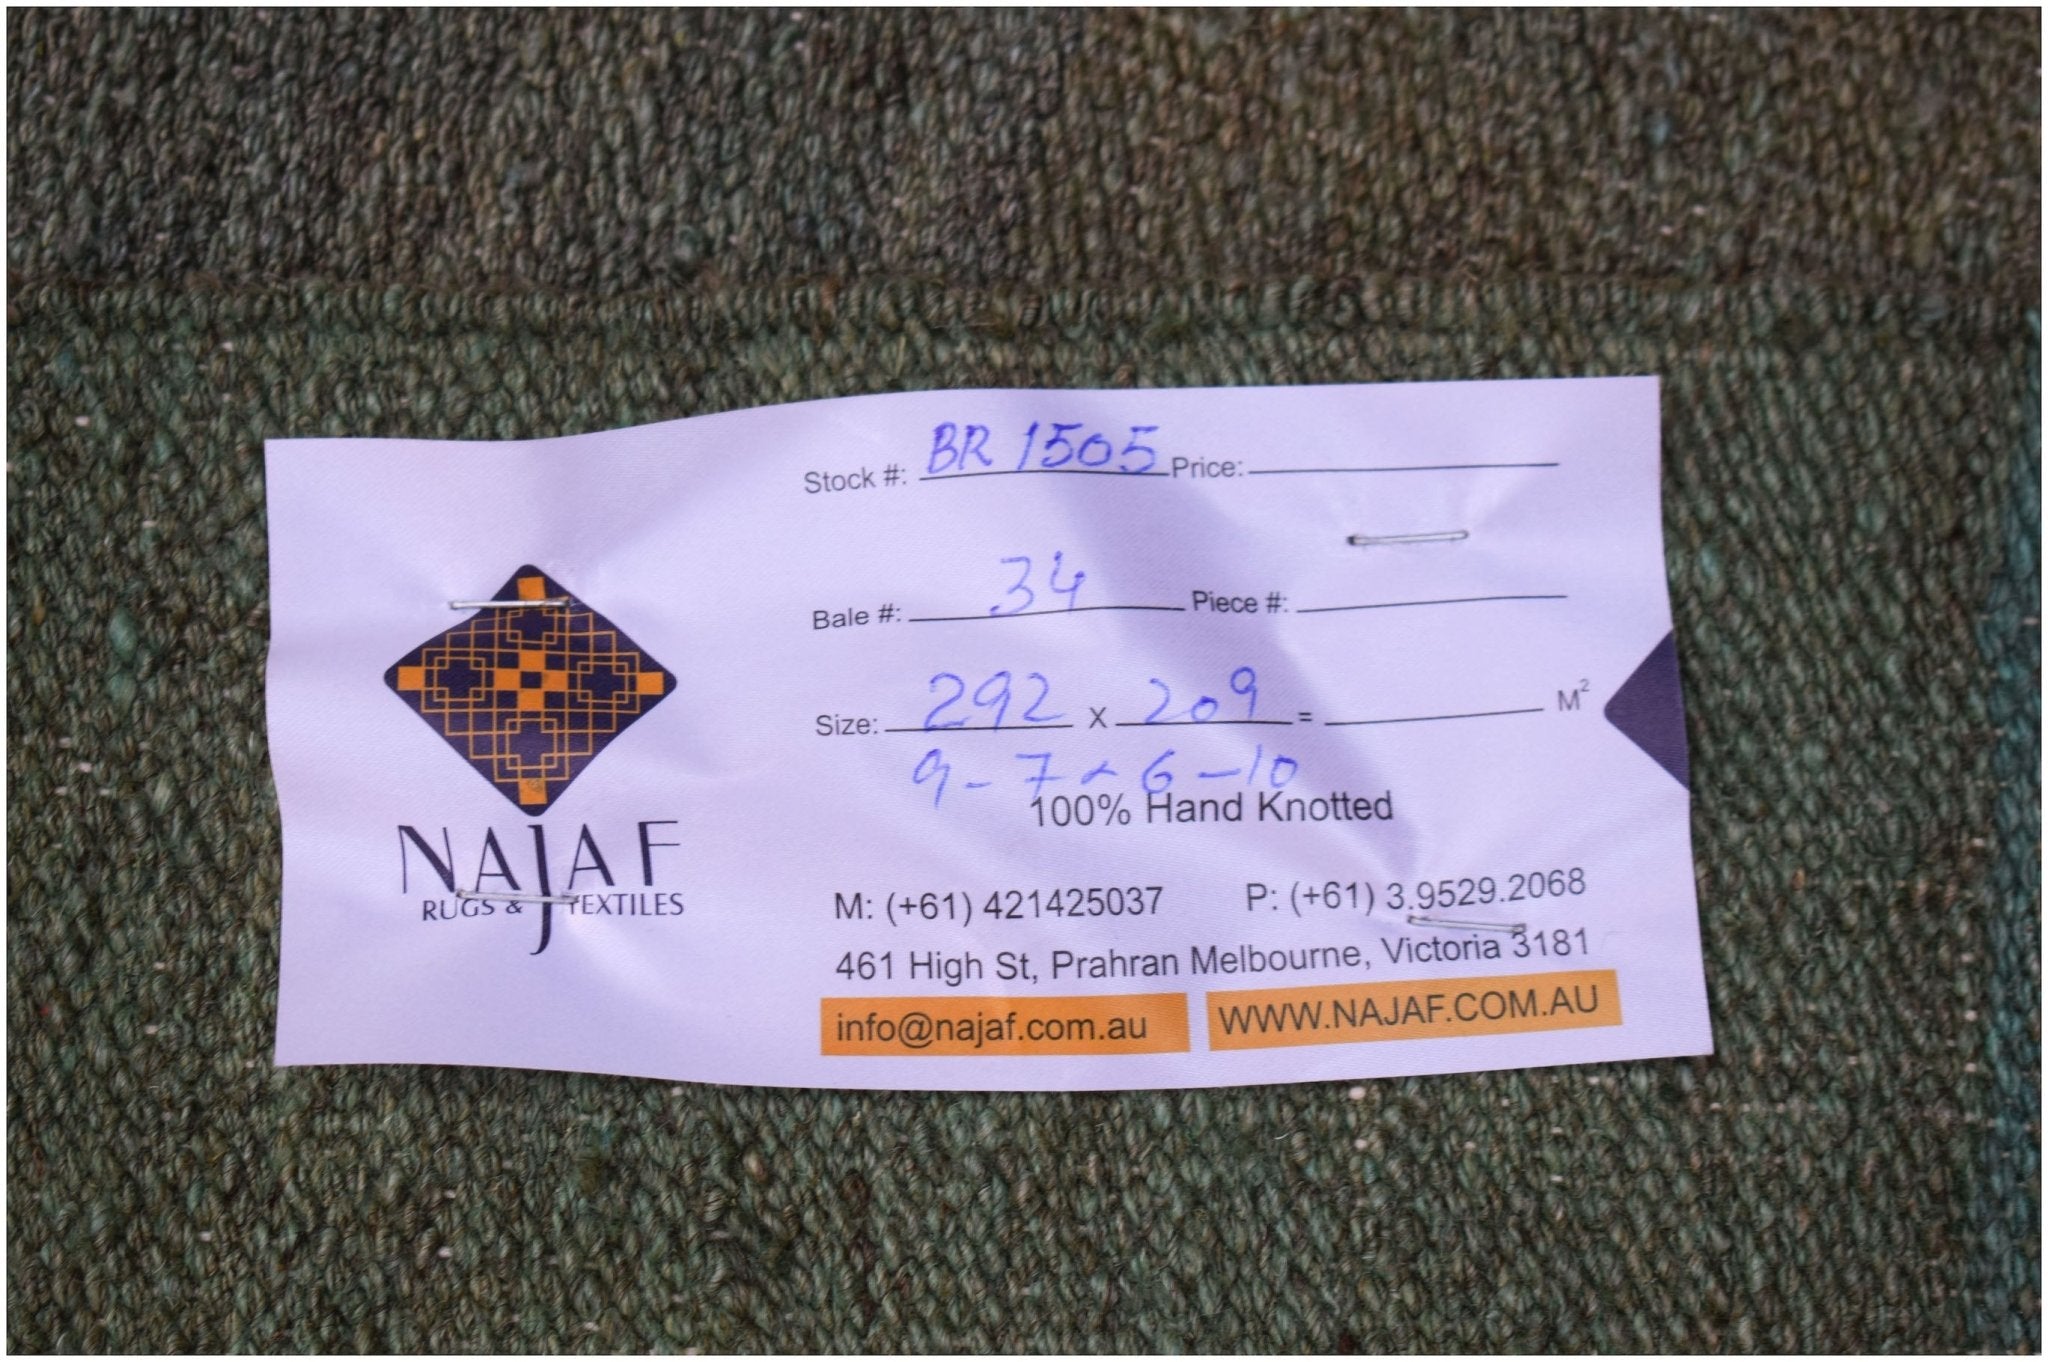 Stock #: BR 1505 Price:
Bale #: 34 Piece #:
Size: 292 x 209 = M²
9-7 x 6-10
100% Hand Knotted
NAJAF
RUGS & TEXTILES
M: (+61) 421425037 P: (+61) 3.9529.2068
461 High St, Prahran Melbourne, Victoria 3181
info@najaf.com.au WWW.NAJAF.COM.AU